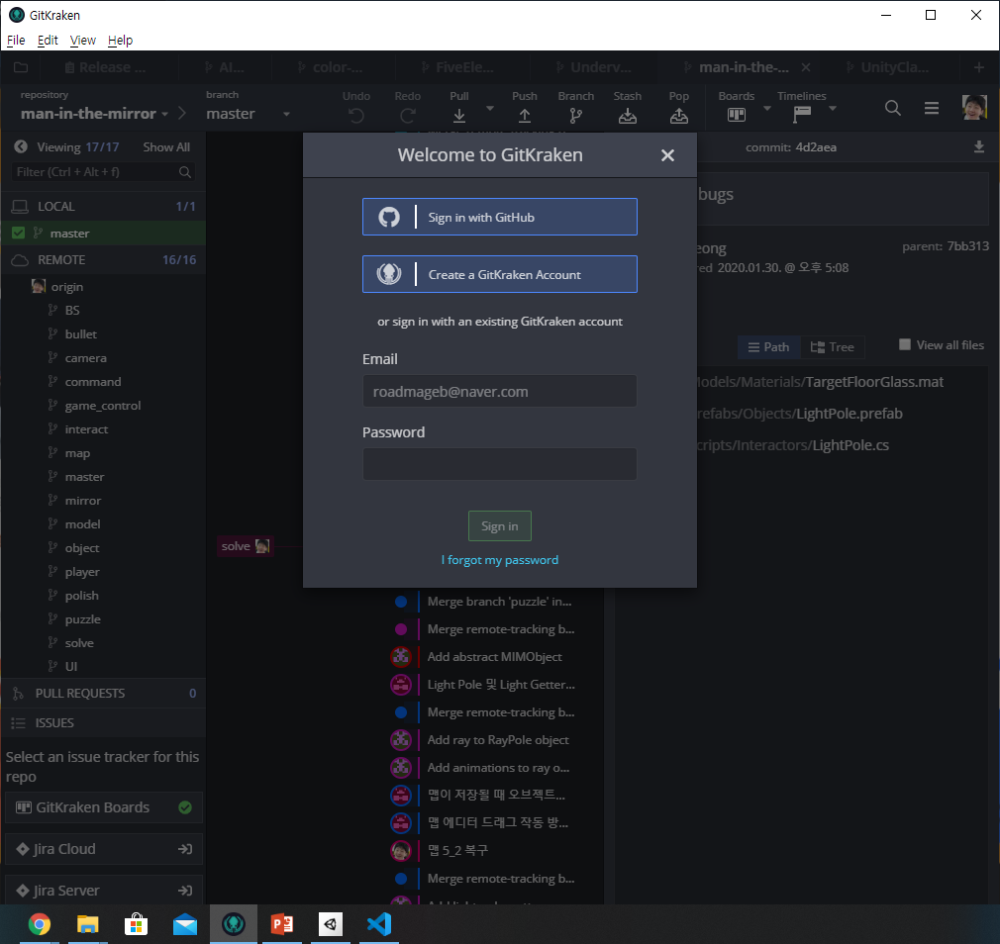 GitKraken
File Edit View Help
Release ...
AI...
color-...
FiveEle...
Underv...
man-in-the-...
UnityCla...
repository
man-in-the-mirror
branch
master
Undo
Redo
Pull
Push
Branch
Stash
Pop
Boards
Timelines
Viewing 17/17 Show All
Filter (Ctrl + Alt + f)
LOCAL 1/1
master
REMOTE 16/16
origin
BS
bullet
camera
command
game_control
interact
map
master
mirror
model
object
player
polish
puzzle
solve
UI
PULL REQUESTS 0
ISSUES
Select an issue tracker for this
repo
GitKraken Boards
Jira Cloud
Jira Server
Welcome to GitKraken
Sign in with GitHub
Create a GitKraken Account
or sign in with an existing GitKraken account
Email
roadmageb@naver.com
Password
Sign in
I forgot my password
solve
Merge branch 'puzzle' in...
Merge remote-tracking b...
Add abstract MIMObject
Light Pole 및 Light Getter...
Merge remote-tracking b...
Add ray to RayPole object
Add animations to ray o...
맵이 저장될 때 오브젝트...
맵 에디터 드래그 작동 방...
맵 5_2 복구
Merge remote-tracking b...
commit: 4d2aea
bugs
eong
parent: 7bb313
red 2020.01.30. @ 오후 5:08
Path
Tree
View all files
Models/Materials/TargetFloorGlass.mat
refabs/Objects/LightPole.prefab
cripts/Interactors/LightPole.cs